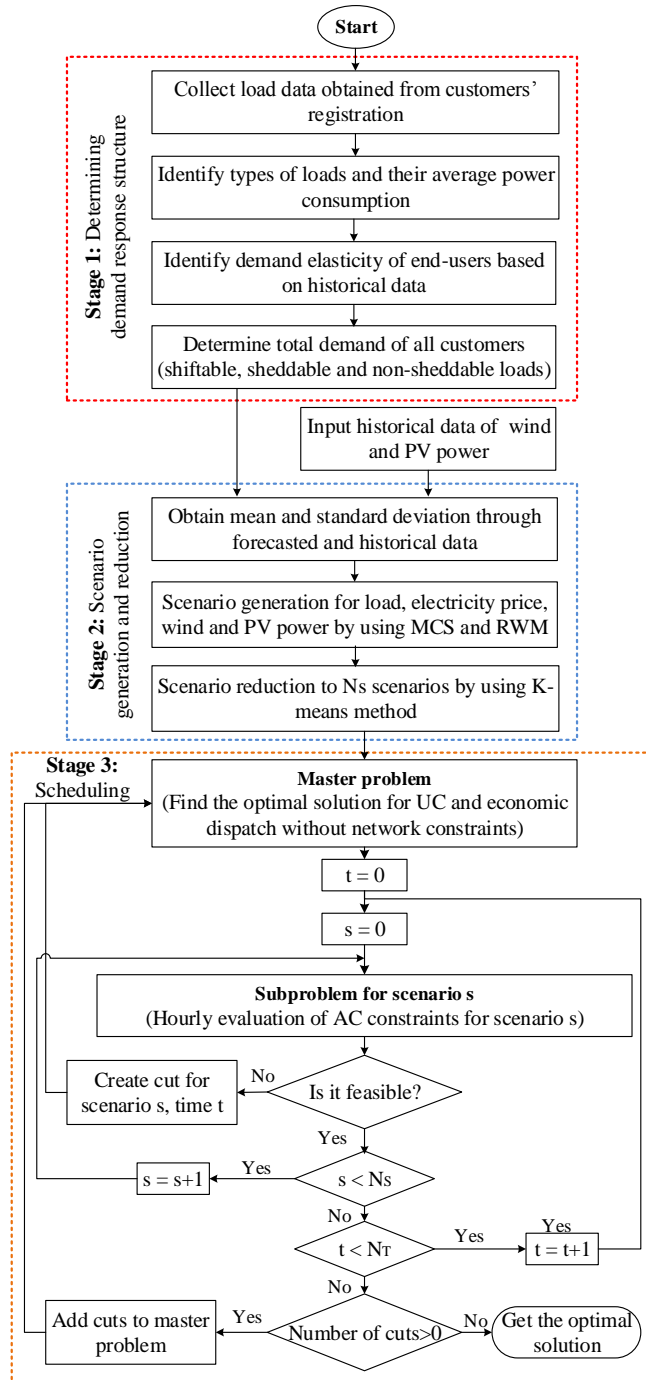 Start
Stage 1: Determining
demand response structure
Collect load data obtained from customers’
registration
Identify types of loads and their average power
consumption
Identify demand elasticity of end-users based
on historical data
Determine total demand of all customers
(shiftable, sheddable and non-sheddable loads)
Input historical data of wind
and PV power
Stage 2: Scenario
generation and reduction
Obtain mean and standard deviation through
forecasted and historical data
Scenario generation for load, electricity price,
wind and PV power by using MCS and RWM
Scenario reduction to Ns scenarios by using K-
means method
Stage 3:
Scheduling
Master problem
(Find the optimal solution for UC and economic
dispatch without network constraints)
t = 0
s = 0
Subproblem for scenario s
(Hourly evaluation of AC constraints for scenario s)
Create cut for
scenario s, time t
No
Is it feasible?
Yes
s = s+1
Yes
s < NS
No
t < NT
Yes
Yes
t = t+1
No
Add cuts to master
problem
Yes
Number of cuts>0
No
Get the optimal
solution